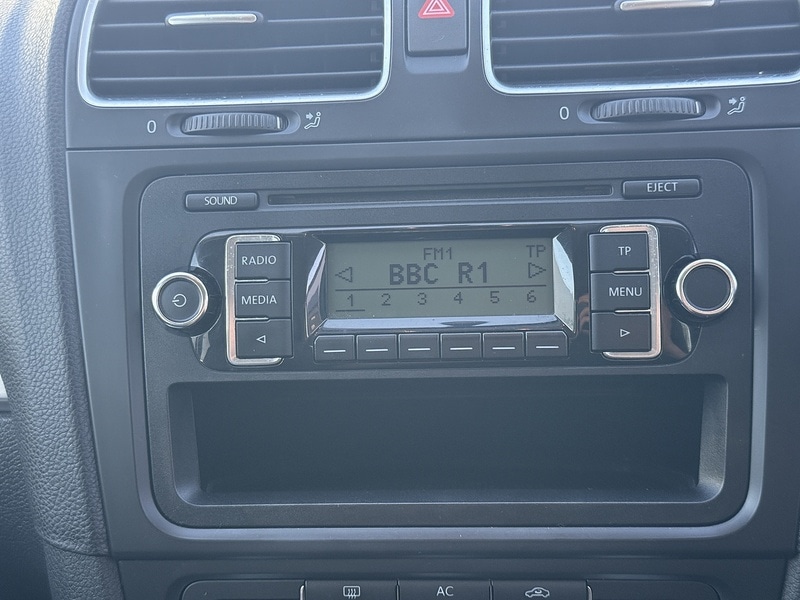 0
0
SOUND
EJECT
RADIO
FM1
TP
TP
BBC R1
MEDIA
MENU
1 2 3 4 5 6
AC